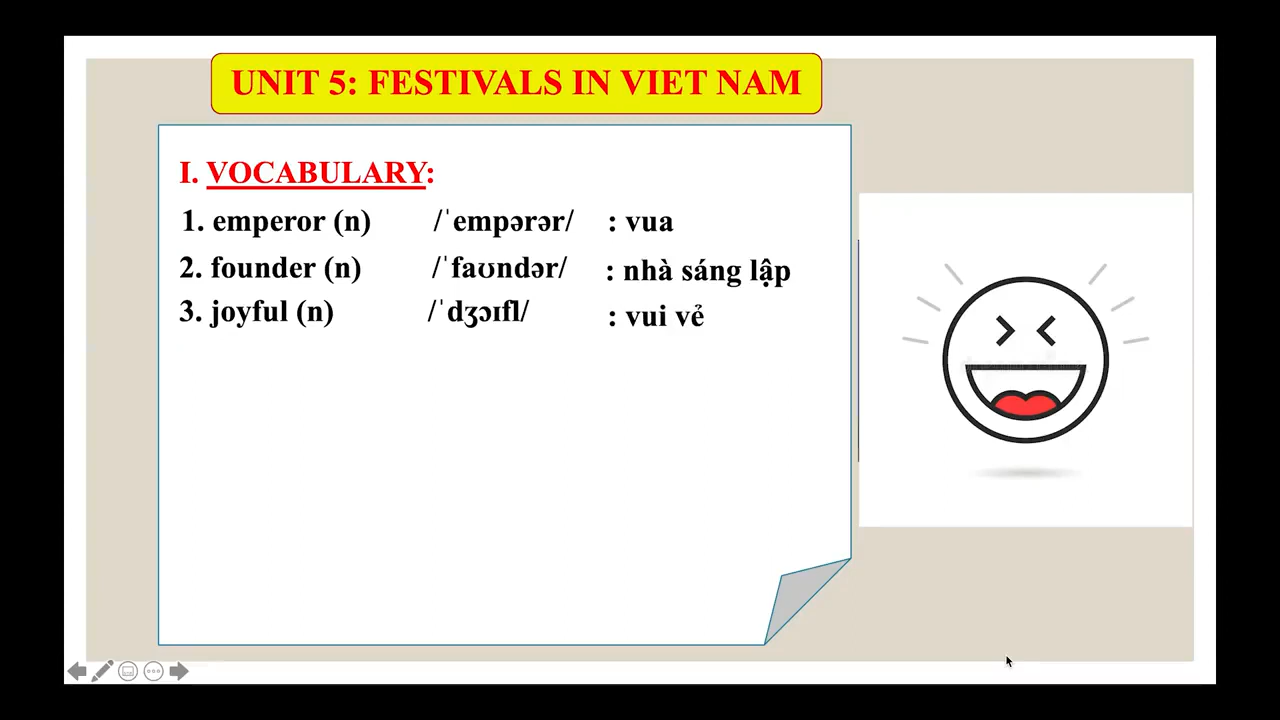 UNIT 5: FESTIVALS IN VIET NAM
I. VOCABULARY:
1. emperor (n) /ˈempərər/ : vua
2. founder (n) /ˈfaʊndər/ : nhà sáng lập
3. joyful (n) /ˈdʒɔɪfl/ : vui vẻ